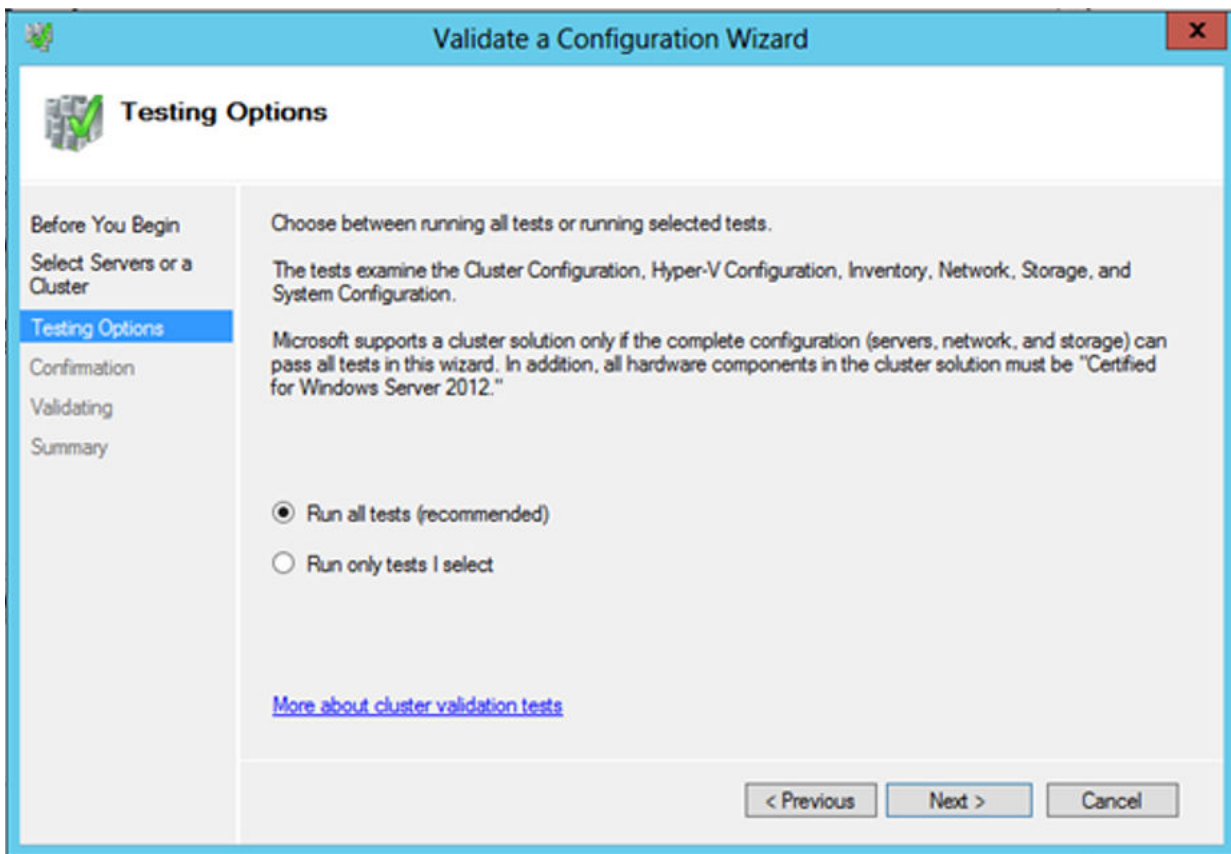 Validate a Configuration Wizard
x
Testing Options
Before You Begin
Select Servers or a
Cluster
Testing Options
Confirmation
Validating
Summary
Choose between running all tests or running selected tests.
The tests examine the Cluster Configuration, Hyper-V Configuration, Inventory, Network, Storage, and
System Configuration.
Microsoft supports a cluster solution only if the complete configuration (servers, network, and storage) can
pass all tests in this wizard. In addition, all hardware components in the cluster solution must be "Certified
for Windows Server 2012."
Run all tests (recommended)
Run only tests I select
More about cluster validation tests
< Previous
Next >
Cancel